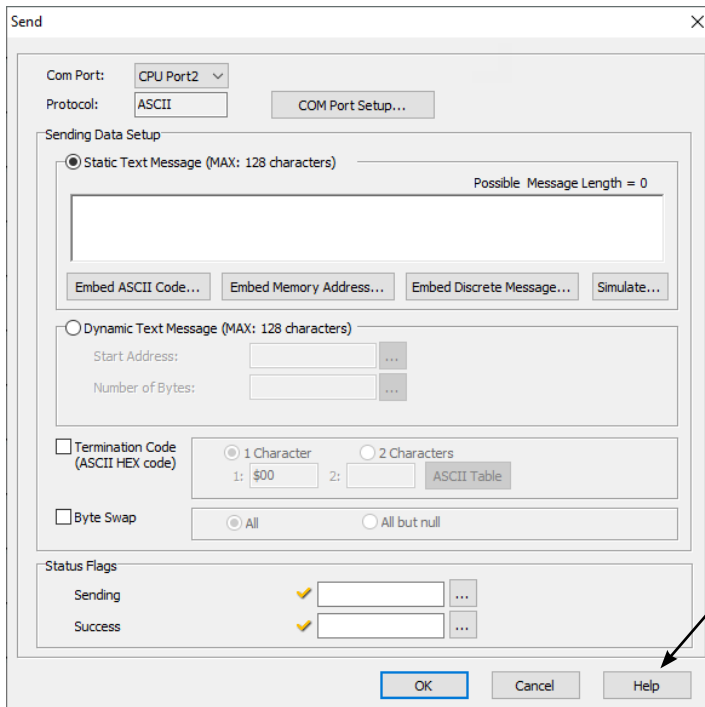 Send
Com Port: CPU Port2
Protocol: ASCII COM Port Setup...
Sending Data Setup
Static Text Message (MAX: 128 characters)
Possible Message Length = 0
Embed ASCII Code... Embed Memory Address... Embed Discrete Message... Simulate...
Dynamic Text Message (MAX: 128 characters)
Start Address: ...
Number of Bytes: ...
Termination Code
(ASCII HEX code)
1 Character 2 Characters
1: $00 2: ASCII Table
Byte Swap All All but null
Status Flags
Sending ...
Success ...
OK Cancel Help